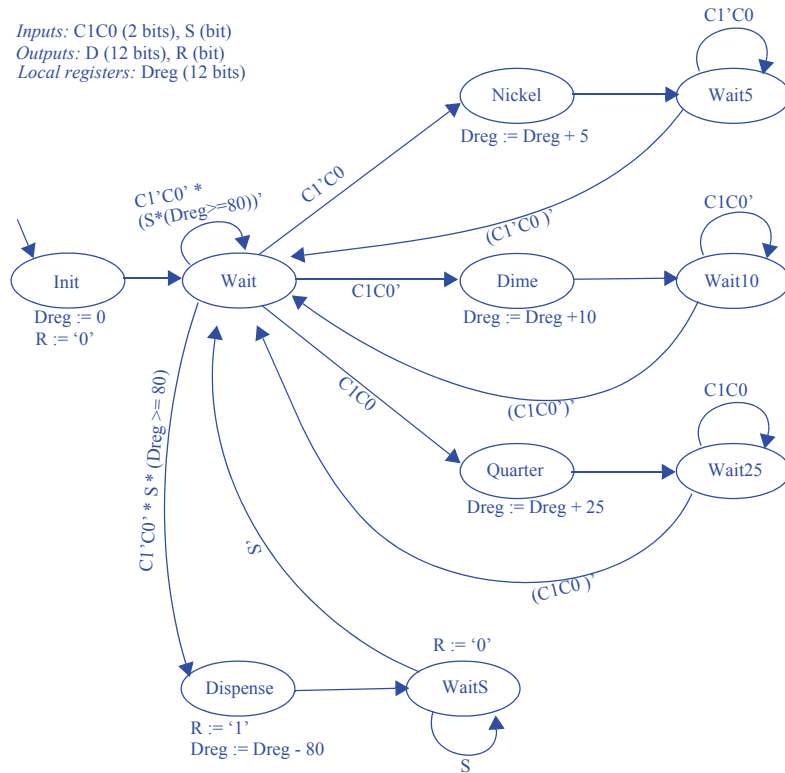 Inputs: C1C0 (2 bits), S (bit)
Outputs: D (12 bits), R (bit)
Local registers: Dreg (12 bits)
C1’C0
Nickel
Wait5
Dreg := Dreg + 5
C1’C0
C1’C0’ *
(S*(Dreg>=80))’
(C1’C0 )’
C1C0’
Init
Wait
C1C0’
Dime
Wait10
Dreg := 0
R := ‘0’
Dreg := Dreg +10
C1C0
(C1C0’)’
C1C0
Quarter
Wait25
Dreg := Dreg + 25
C1’C0’ * S * (Dreg >= 80)
S’
(C1C0 )’
R := ‘0’
Dispense
WaitS
R := ‘1’
Dreg := Dreg - 80
S